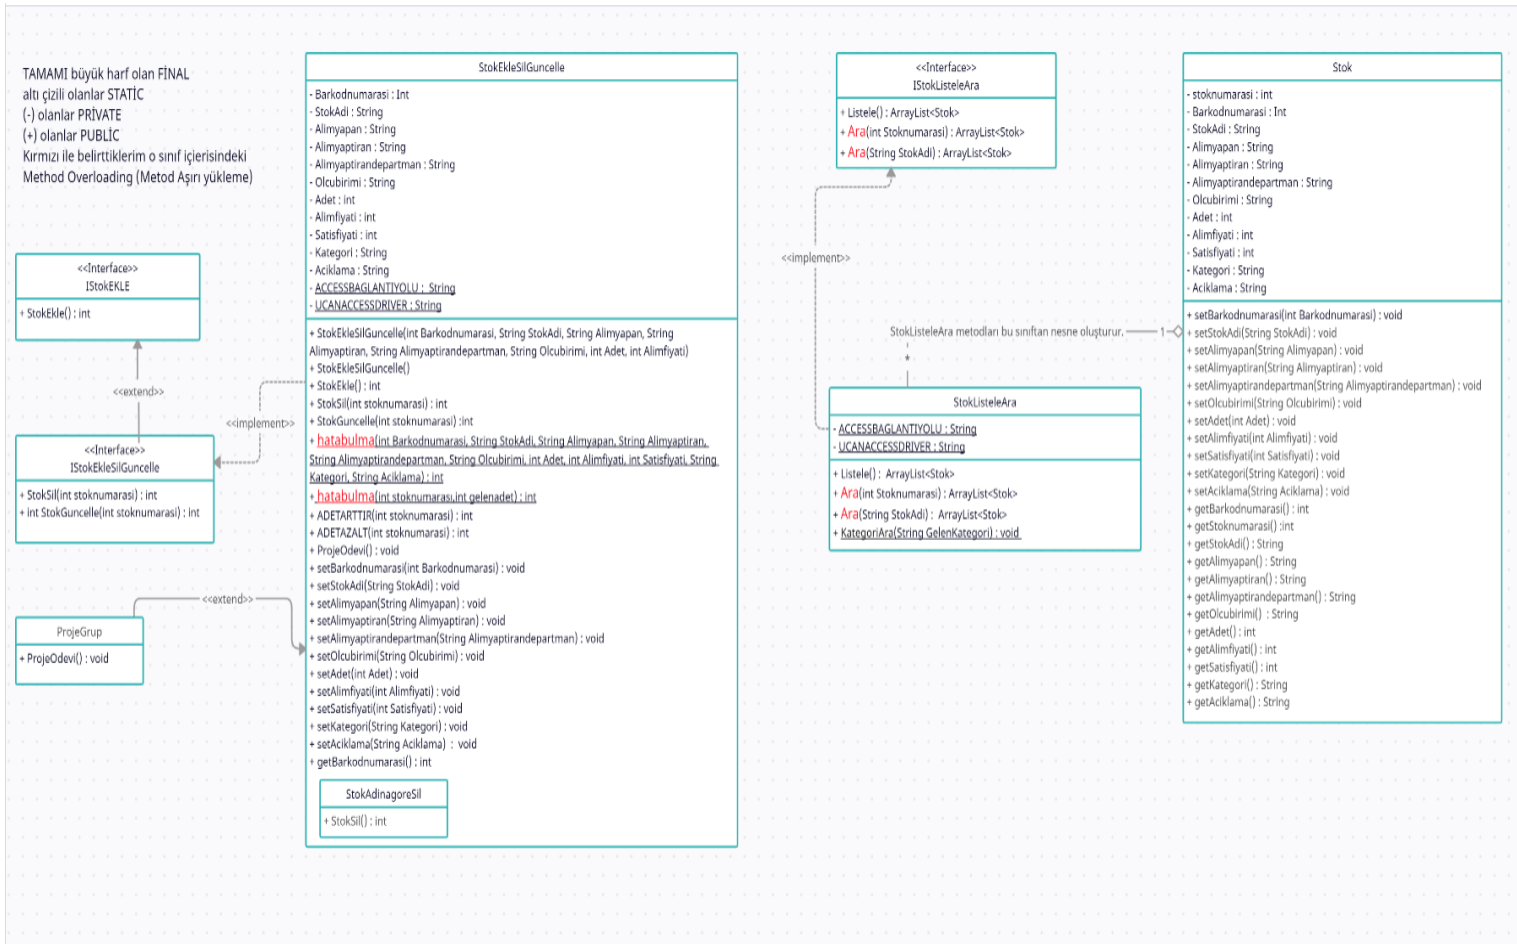 TAMAMI büyük harf olan FİNAL
altı çizili olanlar STATİC
(-) olanlar PRİVATE
(+) olanlar PUBLİC
Kırmızı ile belirttiklerim o sınıf içerisindeki
Method Overloading (Metod Aşırı yükleme)
<<Interface>>
IStokEKLE
+ StokEkle() : int
<<extend>>
<<Interface>>
IStokEkleSilGuncelle
+ StokSil(int stoknumarasi) : int
+ int StokGuncelle(int stoknumarasi) : int
<<implement>>
ProjeGrup
+ ProjeOdevi() : void
<<extend>>
StokEkleSilGuncelle
- Barkodnumarasi : Int
- StokAdi : String
- Alimyapan : String
- Alimyaptiran : String
- Alimyaptirandepartman : String
- Olcubirimi : String
- Adet : int
- Alimfiyati : int
- Satisfiyati : int
- Kategori : String
- Aciklama : String
- ACCESSBAGLANTIYOLU : String
- UCANACCESSDRIVER : String
+ StokEkleSilGuncelle(int Barkodnumarasi, String StokAdi, String Alimyapan, String
Alimyaptiran, String Alimyaptirandepartman, String Olcubirimi, int Adet, int Alimfiyati)
+ StokEkleSilGuncelle()
+ StokEkle() : int
+ StokSil(int stoknumarasi) : int
+ StokGuncelle(int stoknumarasi) :int
+ hatabulma(int Barkodnumarasi, String StokAdi, String Alimyapan, String Alimyaptiran,
String Alimyaptirandepartman, String Olcubirimi, int Adet, int Alimfiyati, int Satisfiyati, String
Kategori, String Aciklama) : int
+ hatabulma(int stoknumarası,int gelenadet) : int
+ ADETARTTIR(int stoknumarasi) : int
+ ADETAZALT(int stoknumarasi) : int
+ ProjeOdevi() : void
+ setBarkodnumarasi(int Barkodnumarasi) : void
+ setStokAdi(String StokAdi) : void
+ setAlimyapan(String Alimyapan) : void
+ setAlimyaptiran(String Alimyaptiran) : void
+ setAlimyaptirandepartman(String Alimyaptirandepartman) : void
+ setOlcubirimi(String Olcubirimi) : void
+ setAdet(int Adet) : void
+ setAlimfiyati(int Alimfiyati) : void
+ setSatisfiyati(int Satisfiyati) : void
+ setKategori(String Kategori) : void
+ setAciklama(String Aciklama) : void
+ getBarkodnumarasi() : int
StokAdinagoreSil
+ StokSil() : int
<<Interface>>
IStokListeleAra
+ Listele() : ArrayList<Stok>
+ Ara(int Stoknumarasi) : ArrayList<Stok>
+ Ara(String StokAdi) : ArrayList<Stok>
<<implement>>
StokListeleAra metodları bu sınıftan nesne oluşturur.
1
*
StokListeleAra
- ACCESSBAGLANTIYOLU : String
- UCANACCESSDRIVER : String
+ Listele() : ArrayList<Stok>
+ Ara(int Stoknumarasi) : ArrayList<Stok>
+ Ara(String StokAdi) : ArrayList<Stok>
+ KategoriAra(String GelenKategori) : void
Stok
- stoknumarasi : int
- Barkodnumarasi : Int
- StokAdi : String
- Alimyapan : String
- Alimyaptiran : String
- Alimyaptirandepartman : String
- Olcubirimi : String
- Adet : int
- Alimfiyati : int
- Satisfiyati : int
- Kategori : String
- Aciklama : String
+ setBarkodnumarasi(int Barkodnumarasi) : void
+ setStokAdi(String StokAdi) : void
+ setAlimyapan(String Alimyapan) : void
+ setAlimyaptiran(String Alimyaptiran) : void
+ setAlimyaptirandepartman(String Alimyaptirandepartman) : void
+ setOlcubirimi(String Olcubirimi) : void
+ setAdet(int Adet) : void
+ setAlimfiyati(int Alimfiyati) : void
+ setSatisfiyati(int Satisfiyati) : void
+ setKategori(String Kategori) : void
+ setAciklama(String Aciklama) : void
+ getBarkodnumarasi() : int
+ getStoknumarasi() :int
+ getStokAdi() : String
+ getAlimyapan() : String
+ getAlimyaptiran() : String
+ getAlimyaptirandepartman() : String
+ getOlcubirimi() : String
+ getAdet() : int
+ getAlimfiyati() : int
+ getSatisfiyati() : int
+ getKategori() : String
+ getAciklama() : String